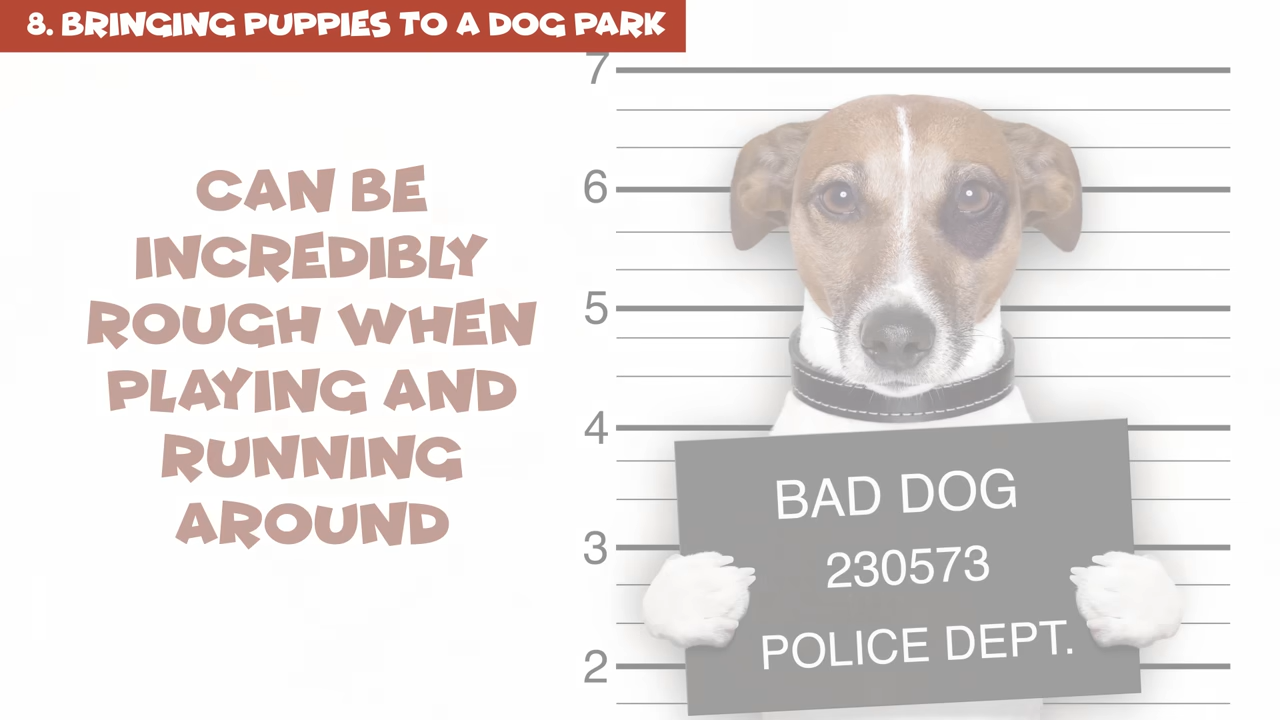 8. BRINGING PUPPIES TO A DOG PARK
CAN BE
INCREDIBLY
ROUGH WHEN
PLAYING AND
RUNNING
AROUND
7
6
5
4
3
2
BAD DOG
230573
POLICE DEPT.